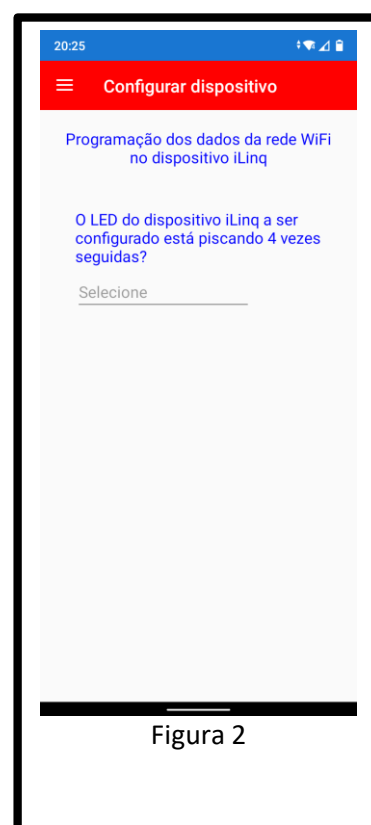 20:25
Configurar dispositivo
Programação dos dados da rede WiFi
no dispositivo iLinq
O LED do dispositivo iLinq a ser
configurado está piscando 4 vezes
seguidas?
Selecione
Figura 2